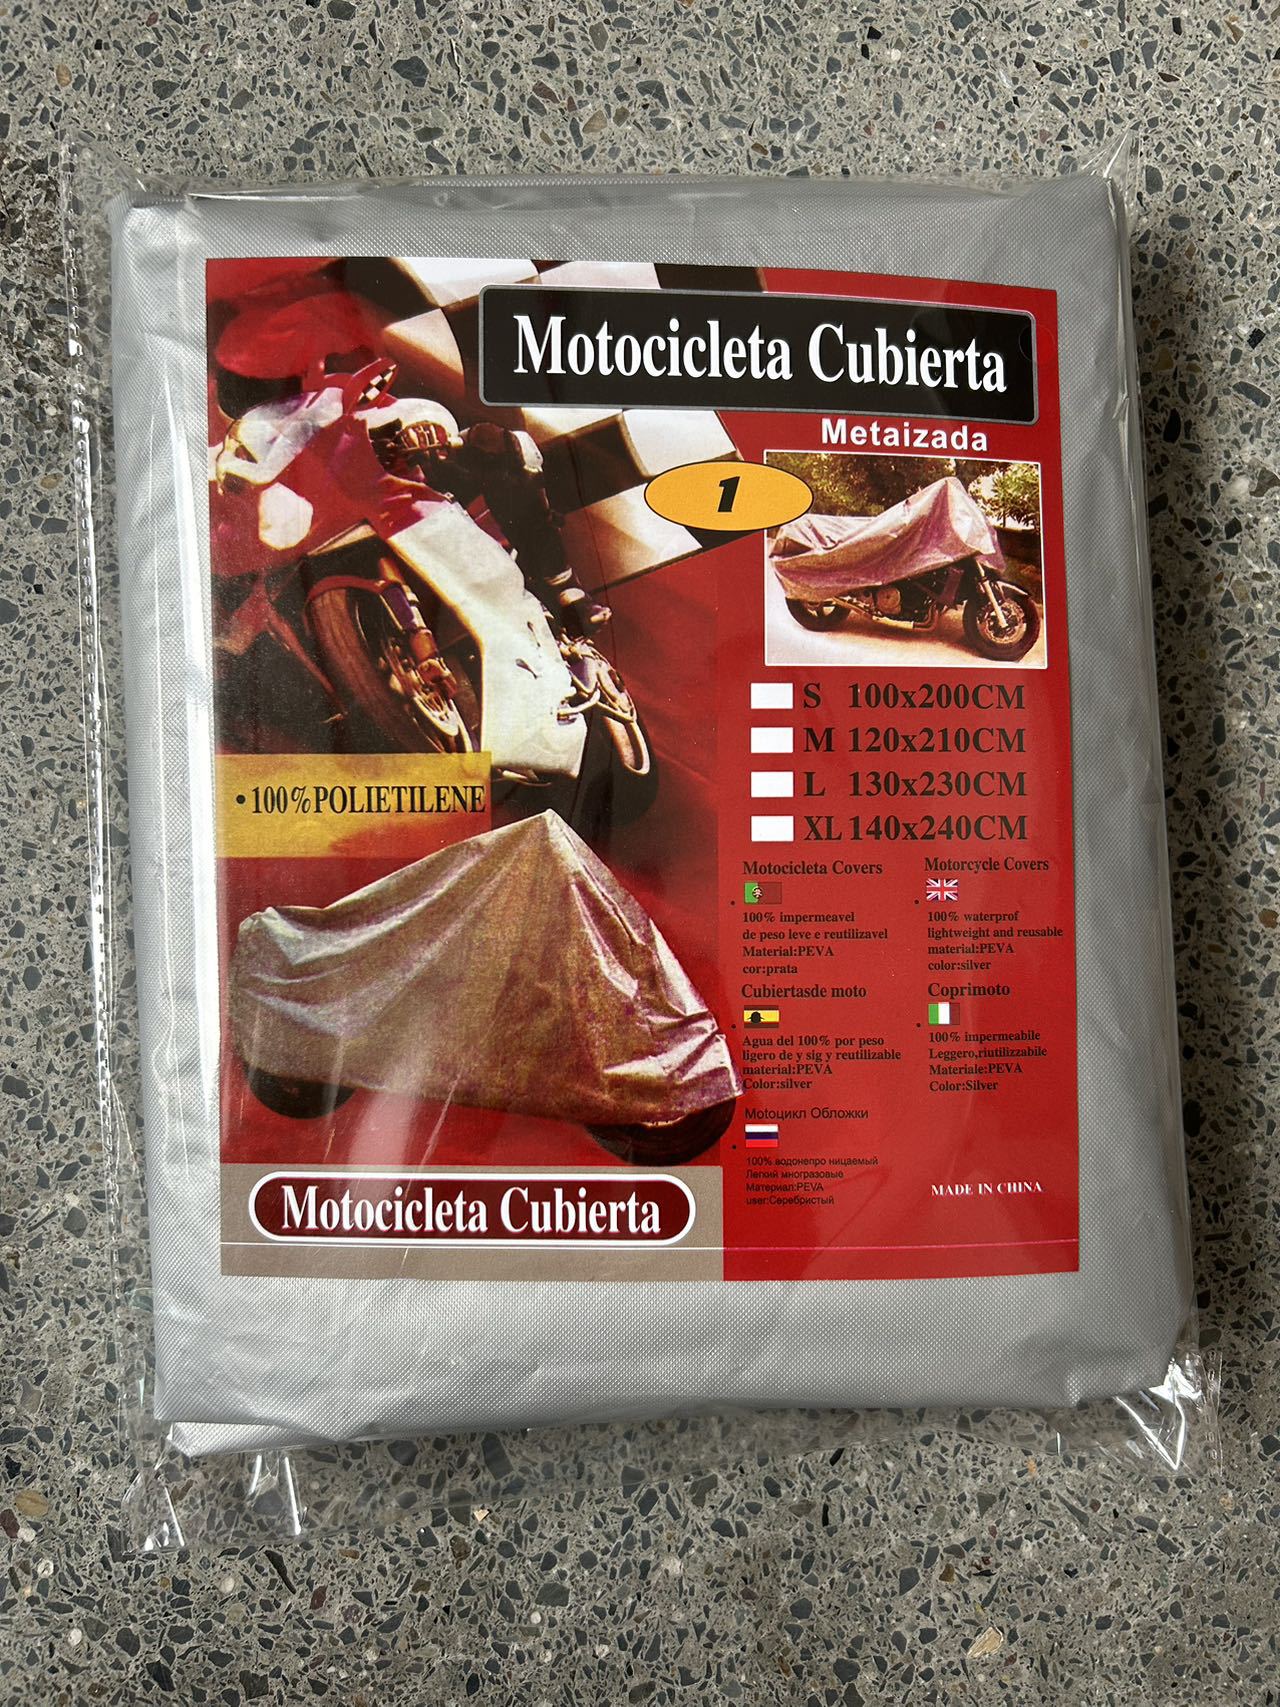 Motocicleta Cubierta
Metaizada
1
S 100x200CM
M 120x210CM
L 130x230CM
XL 140x240CM
• 100%POLIETILENE
Motocicleta Covers
100% impermeavel
de peso leve e reutilizavel
Material:PEVA
cor:prata
Motorcycle Covers
100% waterprof
lightweight and reusable
material:PEVA
color:silver
Cubiertasde moto
Agua del 100% por peso
ligero de y sig y reutilizable
material:PEVA
Color:silver
Coprimoto
100% impermeabile
Leggero,riutilizzabile
Materiale:PEVA
Color:Silver
Мотоцикл Обложки
100% водонепро ницаемый
Легкий многразовые
Материал:PEVA
user:Серебристый
MADE IN CHINA
Motocicleta Cubierta